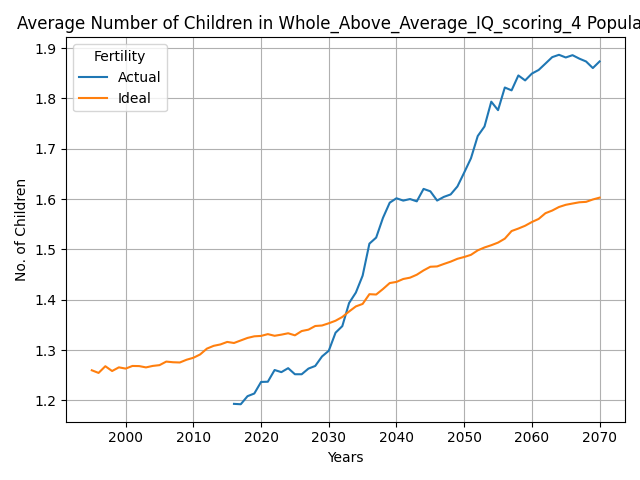 Average Number of Children in Whole_Above_Average_IQ_scoring_4 Popula
Fertility
Actual
Ideal
No. of Children
1.9
1.8
1.7
1.6
1.5
1.4
1.3
1.2
2000 2010 2020 2030 2040 2050 2060 2070
Years